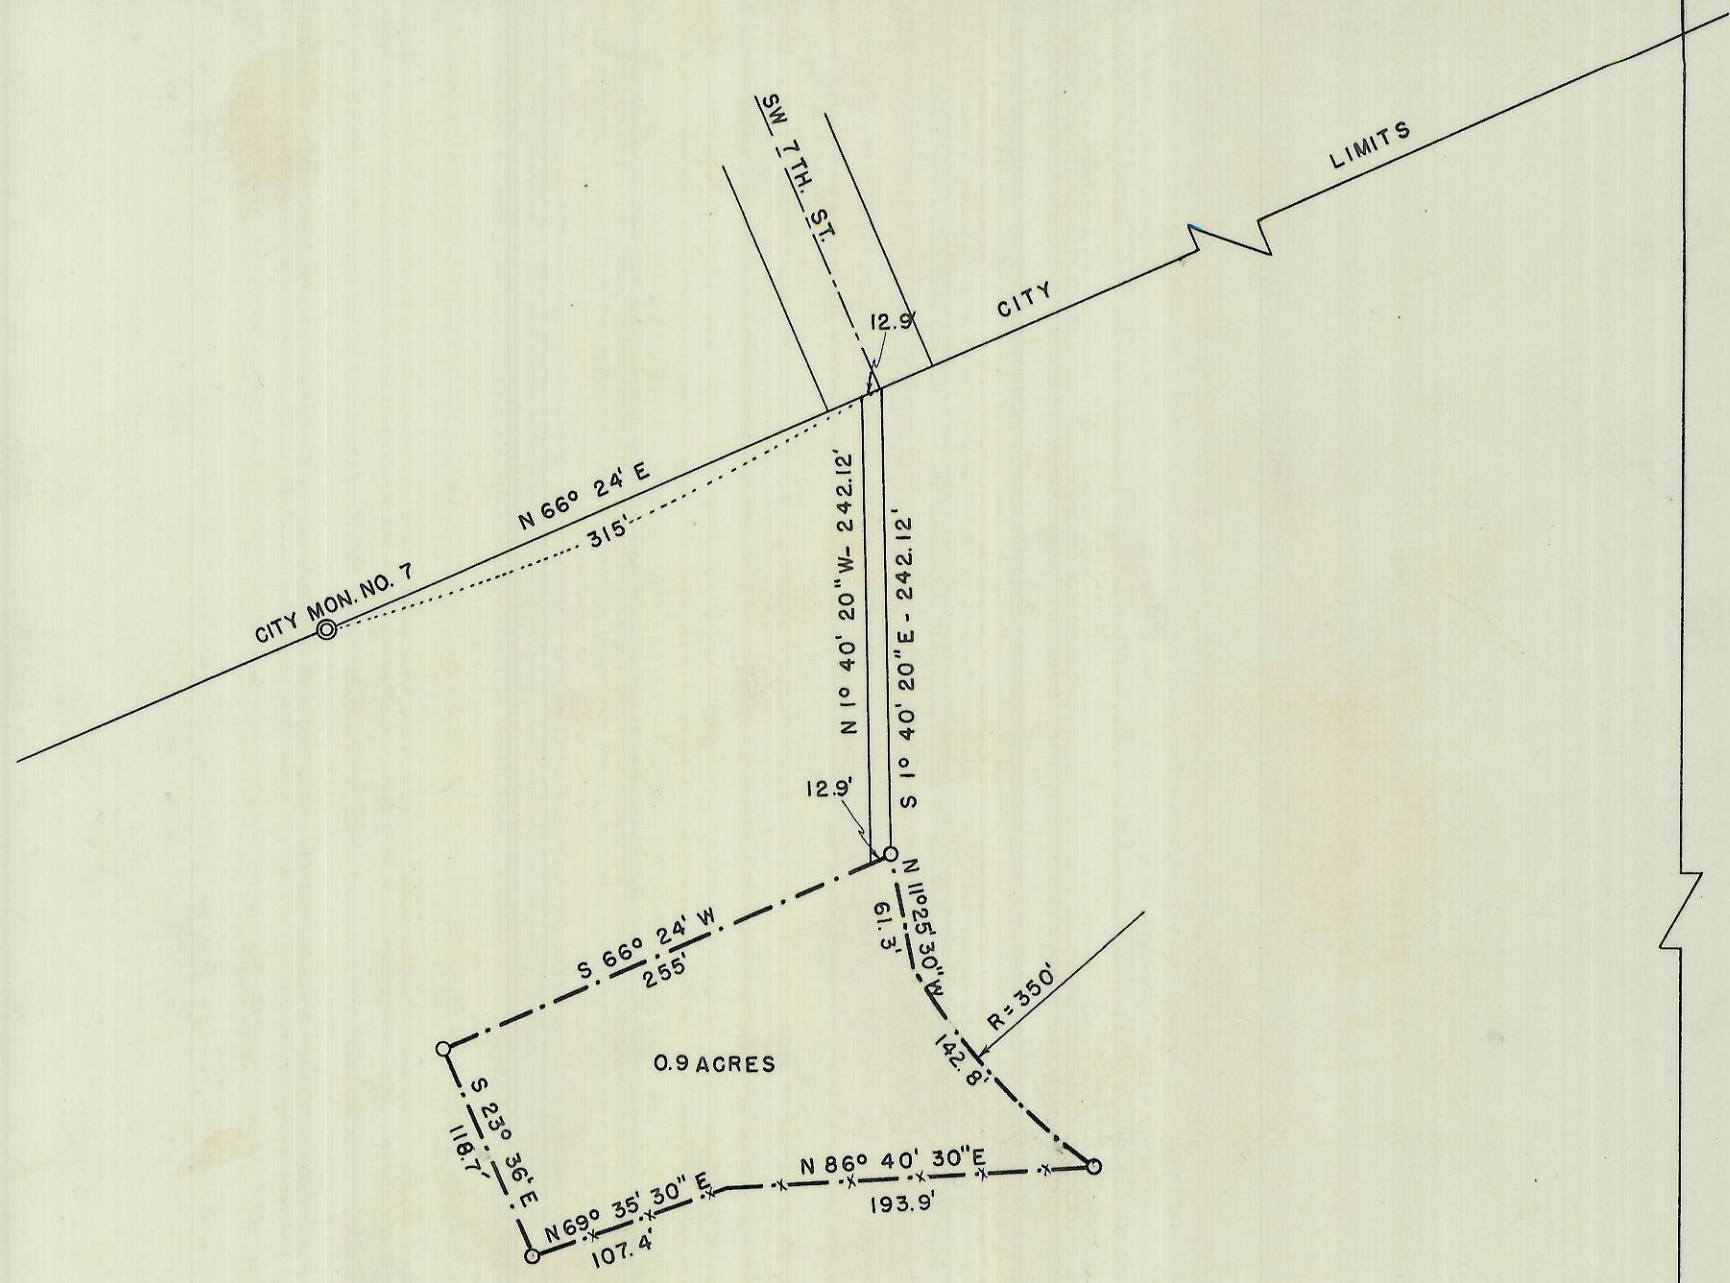 SW 7TH. ST.
LIMITS
CITY
12.9'
N 66° 24' E
315'
CITY MON. NO. 7
N 1° 40' 20" W- 242.12'
S 1° 40' 20" E - 242.12'
12.9'
N 11° 25' 30" W
61.3'
S 66° 24' W
255'
R = 350'
142.8'
0.9 ACRES
S 23° 36' E
118.7'
N 86° 40' 30" E
193.9'
N 69° 35' 30" E
107.4'